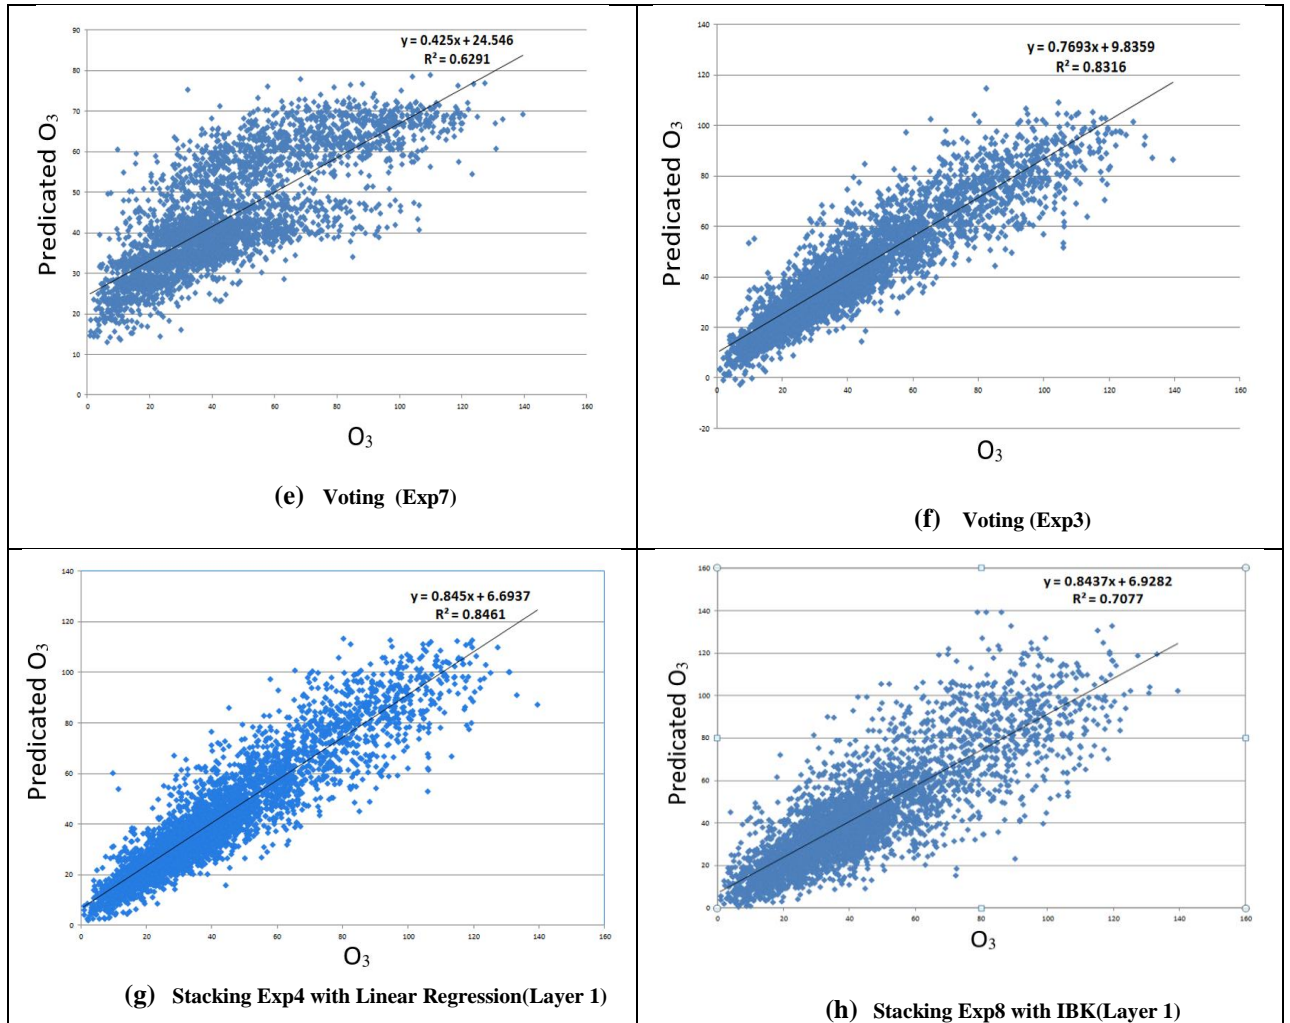 y = 0.425x + 24.546
R² = 0.6291
90
80
70
60
50
40
30
20
10
0
0 20 40 60 80 100 120 140 160
Predicated O₃
O₃
(e) Voting (Exp7)
y = 0.7693x + 9.8359
R² = 0.8316
140
120
100
80
60
40
20
0
-20
0 20 40 60 80 100 120 140 160
Predicated O₃
O₃
(f) Voting (Exp3)
y = 0.845x + 6.6937
R² = 0.8461
140
120
100
80
60
40
20
0
0 20 40 60 80 100 120 140 160
Predicated O₃
O₃
(g) Stacking Exp4 with Linear Regression(Layer 1)
y = 0.8437x + 6.9282
R² = 0.7077
160
140
120
100
80
60
40
20
0
0 20 40 60 80 100 120 140 160
Predicated O₃
O₃
(h) Stacking Exp8 with IBK(Layer 1)